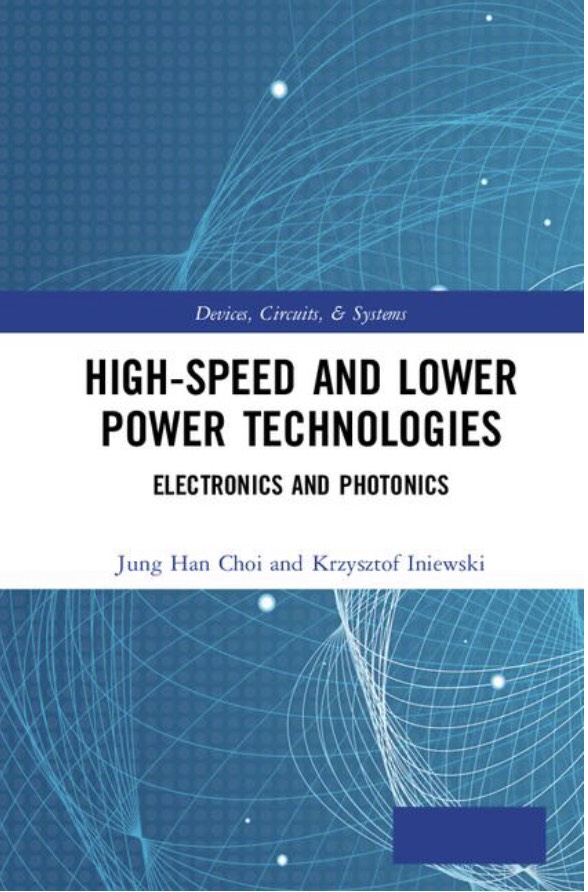 Devices, Circuits, & Systems
HIGH-SPEED AND LOWER
POWER TECHNOLOGIES
ELECTRONICS AND PHOTONICS
Jung Han Choi and Krzysztof Iniewski